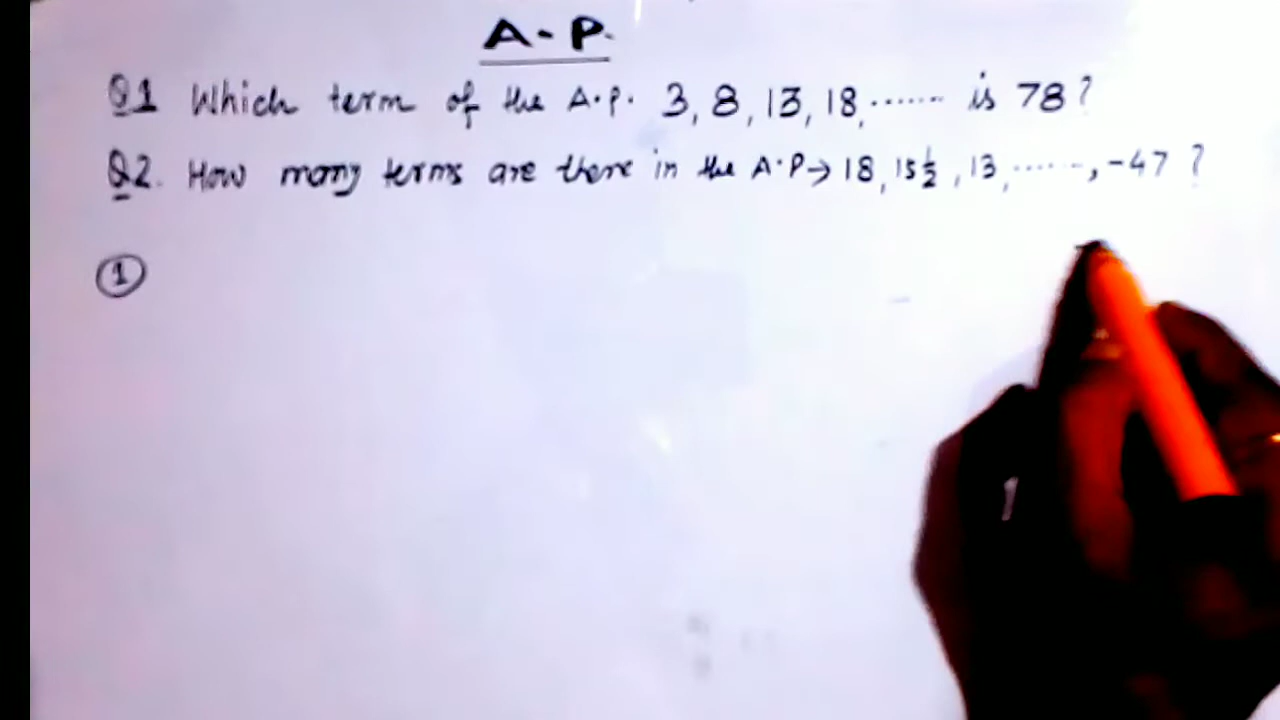 A.P.
Q1 Which term of the A.P. 3, 8, 13, 18, ....... is 78?
Q2. How many terms are there in the A.P→ 18, 15½, 13, ......, -47 ?
①